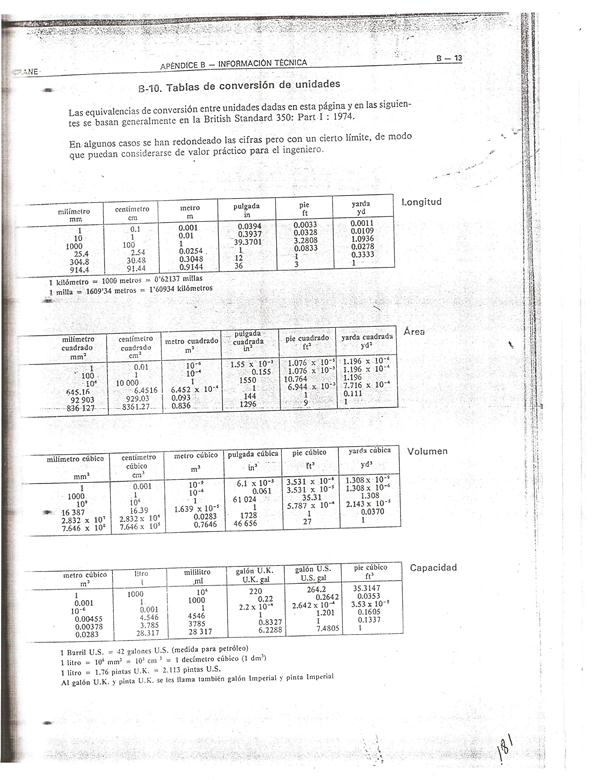 CRANE
APÉNDICE B — INFORMACIÓN TÉCNICA
B — 13
B-10. Tablas de conversión de unidades
Las equivalencias de conversión entre unidades dadas en esta página y en las siguien-
tes se basan generalmente en la British Standard 350: Part I : 1974.
En algunos casos se han redondeado las cifras pero con un cierto límite, de modo
que puedan considerarse de valor práctico para el ingeniero.
Longitud
milímetro centímetro metro pulgada pie yarda
mm cm m in ft yd
1 0.1 0.001 0.0394 0.0033 0.0011
10 1 0.01 0.3937 0.0328 0.0109
1000 100 1 39.3701 3.2808 1.0936
25.4 2.54 0.0254 1 0.0833 0.0278
304.8 30.48 0.3048 12 1 0.3333
914.4 91.44 0.9144 36 3 1
1 kilómetro = 1000 metros = 0'62137 millas
1 milla = 1609'34 metros = 1'60934 kilómetros
Área
milímetro cuadrado centímetro cuadrado metro cuadrado pulgada cuadrada pie cuadrado yarda cuadrada
mm² cm² m² in² ft² yd²
1 0.01 10⁻⁶ 1.55 x 10⁻³ 1.076 x 10⁻⁵ 1.196 x 10⁻⁶
100 1 10⁻⁴ 0.155 1.076 x 10⁻³ 1.196 x 10⁻⁴
10⁶ 10 000 1 1550 10.764 1.196
645.16 6.4516 6.452 x 10⁻⁴ 1 6.944 x 10⁻³ 7.716 x 10⁻⁴
92 903 929.03 0.093 144 1 0.111
836 127 8361.27 0.836 1296 9 1
Volumen
milímetro cúbico centímetro cúbico metro cúbico pulgada cúbica pie cúbico yarda cúbica
mm³ cm³ m³ in³ ft³ yd³
1 0.001 10⁻⁹ 6.1 x 10⁻⁵ 3.531 x 10⁻⁸ 1.308 x 10⁻⁹
1000 1 10⁻⁶ 0.061 3.531 x 10⁻⁵ 1.308 x 10⁻⁶
10⁹ 10⁶ 1 61 024 35.31 1.308
16 387 16.39 1.639 x 10⁻⁵ 1 5.787 x 10⁻⁴ 2.143 x 10⁻⁵
2.832 x 10⁷ 2.832 x 10⁴ 0.0283 1728 1 0.0370
7.646 x 10⁸ 7.646 x 10⁵ 0.7646 46 656 27 1
Capacidad
metro cúbico litro mililitro galón U.K. galón U.S. pie cúbico
m³ l ml U.K. gal U.S. gal ft³
1 1000 10⁶ 220 264.2 35.3147
0.001 1 1000 0.22 0.2642 0.0353
10⁻⁶ 0.001 1 2.2 x 10⁻⁴ 2.642 x 10⁻⁴ 3.53 x 10⁻⁵
0.00455 4.546 4546 1 1.201 0.1605
0.00378 3.785 3785 0.8327 1 0.1337
0.0283 28.317 28 317 6.2288 7.4805 1
1 Barril U.S. = 42 galones U.S. (medida para petróleo)
1 litro = 10⁶ mm³ = 10³ cm³ = 1 decímetro cúbico (1 dm³)
1 litro = 1.76 pintas U.K. = 2.113 pintas U.S.
Al galón U.K. y pinta U.K. se les llama también galón Imperial y pinta Imperial
181